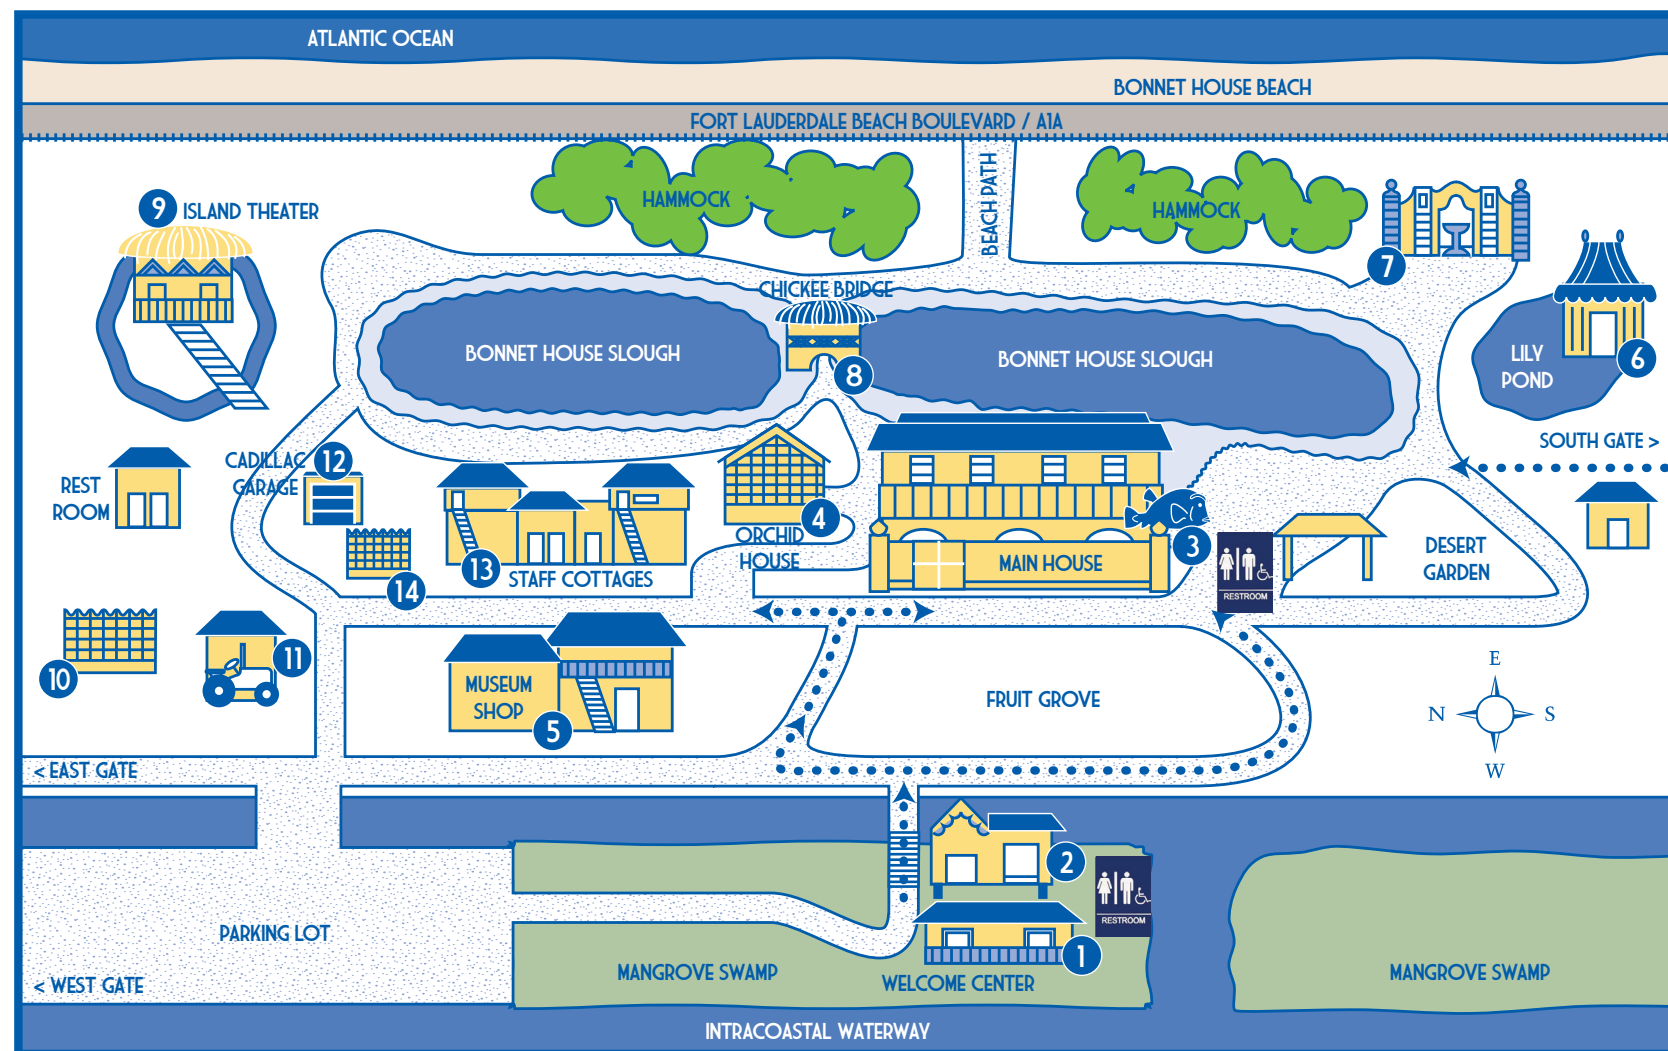 ATLANTIC OCEAN
BONNET HOUSE BEACH
FORT LAUDERDALE BEACH BOULEVARD / A1A
HAMMOCK
BEACH PATH
HAMMOCK
9 ISLAND THEATER
7
CHICKEE BRIDGE
BONNET HOUSE SLOUGH
8
BONNET HOUSE SLOUGH
LILY
POND
6
SOUTH GATE >
REST
ROOM
CADILLAC
GARAGE
12
13
STAFF COTTAGES
14
4
ORCHID
HOUSE
MAIN HOUSE
3
RESTROOM
DESERT
GARDEN
10
11
MUSEUM
SHOP
5
FRUIT GROVE
E
N
S
W
< EAST GATE
2
RESTROOM
1
PARKING LOT
< WEST GATE
MANGROVE SWAMP
WELCOME CENTER
MANGROVE SWAMP
INTRACOASTAL WATERWAY